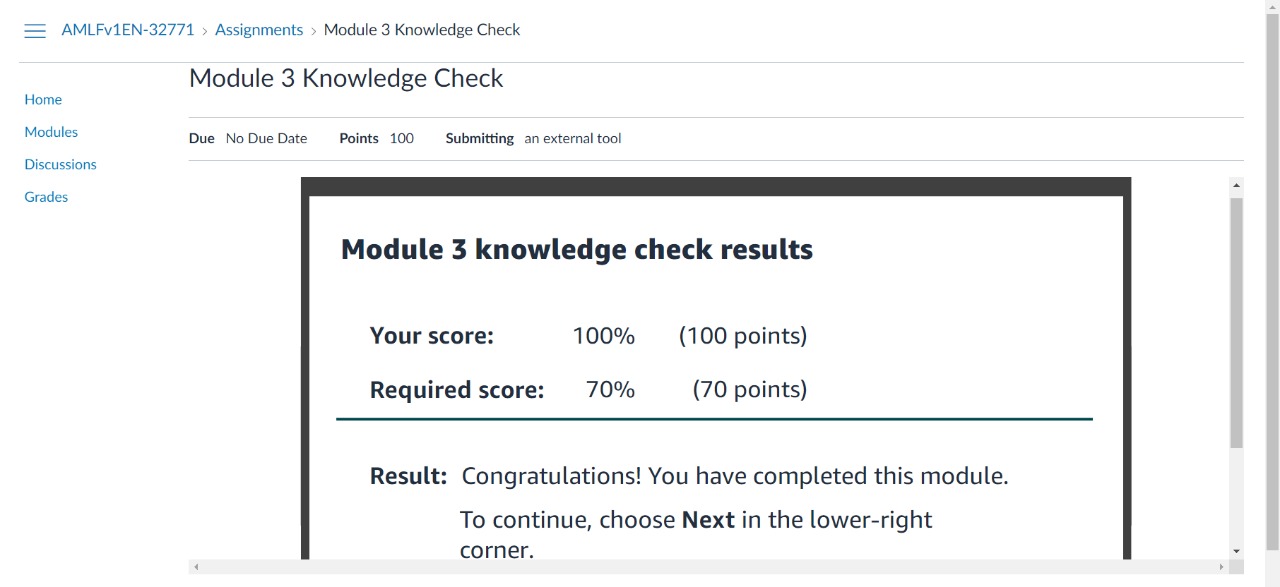 AMLFv1EN-32771 › Assignments › Module 3 Knowledge Check
Home
Modules
Discussions
Grades
Module 3 Knowledge Check
Due No Due Date Points 100 Submitting an external tool
Module 3 knowledge check results
Your score: 100% (100 points)
Required score: 70% (70 points)
Result: Congratulations! You have completed this module.
To continue, choose Next in the lower-right
corner.